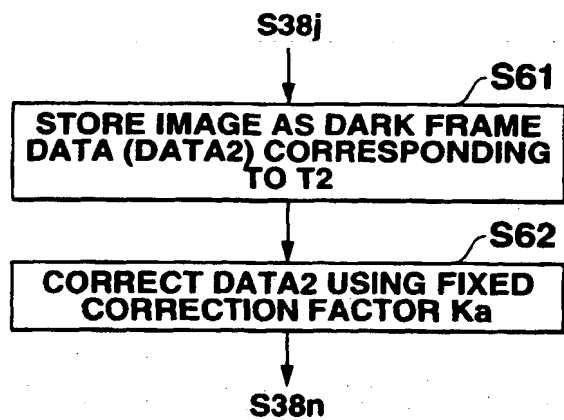 S38j
S61
STORE IMAGE AS DARK FRAME
DATA (DATA2) CORRESPONDING
TO T2
S62
CORRECT DATA2 USING FIXED
CORRECTION FACTOR Ka
S38n